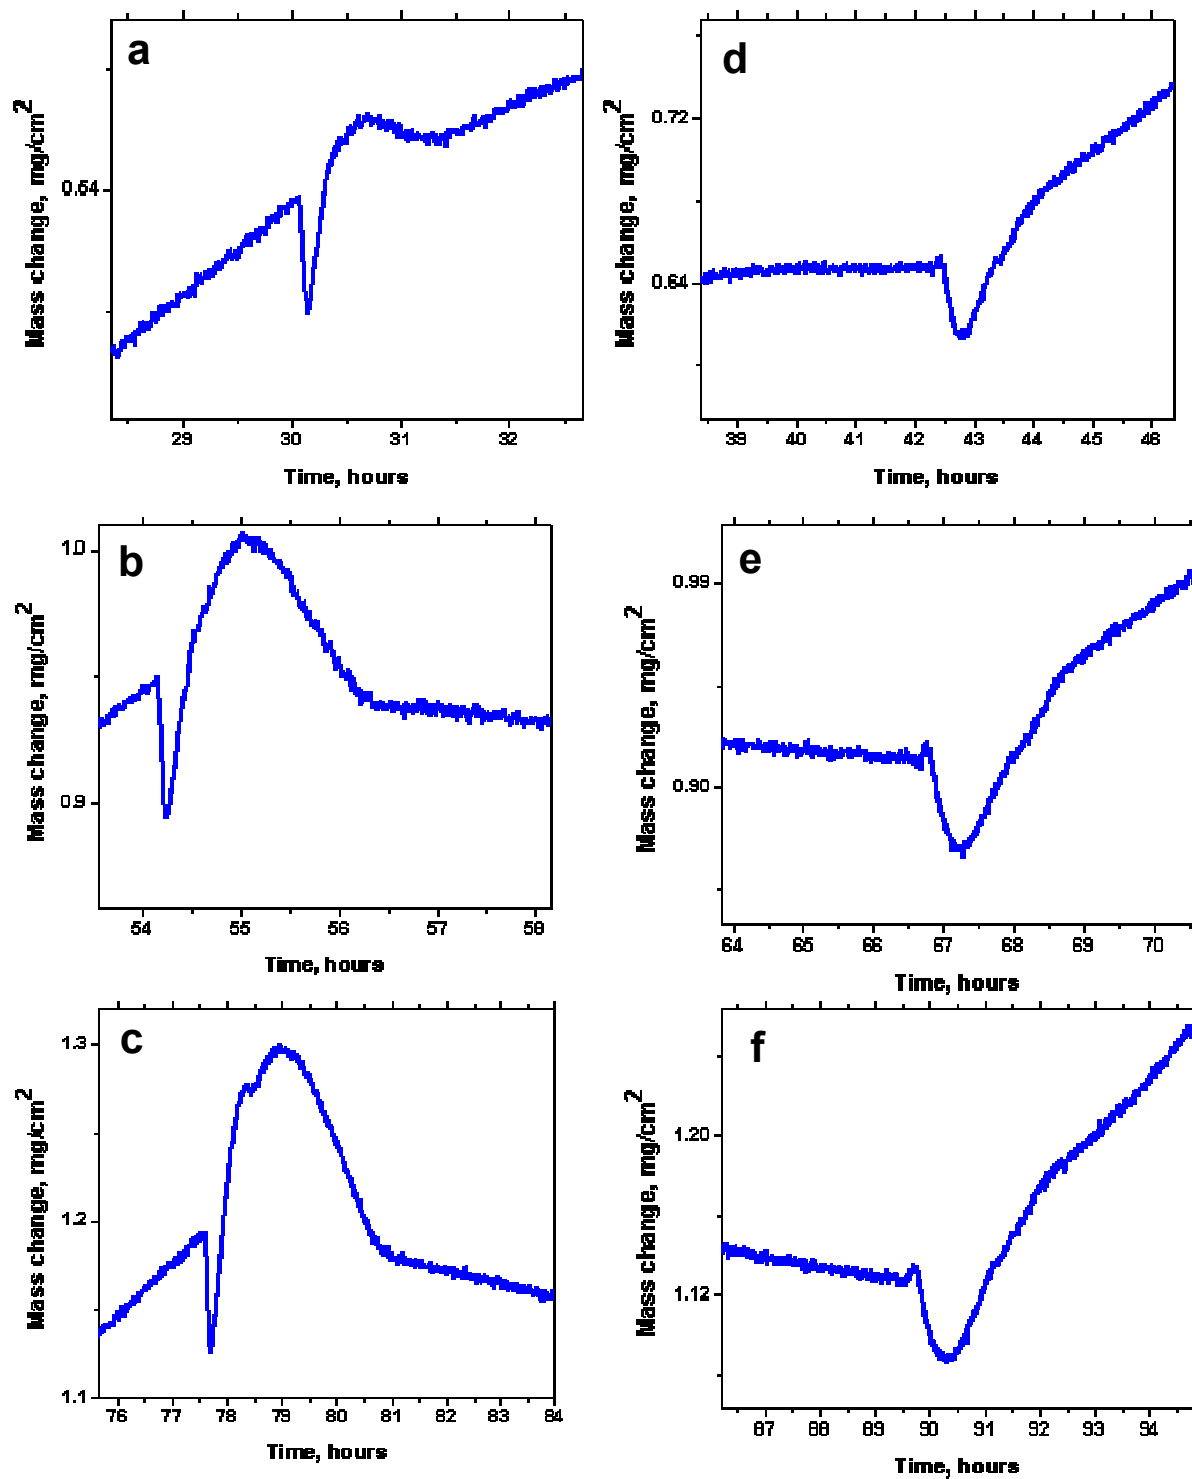 a
Mass change, mg/cm2
0.64
29 30 31 32
Time, hours
d
Mass change, mg/cm2
0.72
0.64
39 40 41 42 43 44 45 46
Time, hours
b
Mass change, mg/cm2
1.0
0.9
54 55 56 57 58
Time, hours
e
Mass change, mg/cm2
0.99
0.90
64 65 66 67 68 69 70
Time, hours
c
Mass change, mg/cm2
1.3
1.2
1.1
76 77 78 79 80 81 82 83 84
Time, hours
f
Mass change, mg/cm2
1.20
1.12
87 88 89 90 91 92 93 94
Time, hours